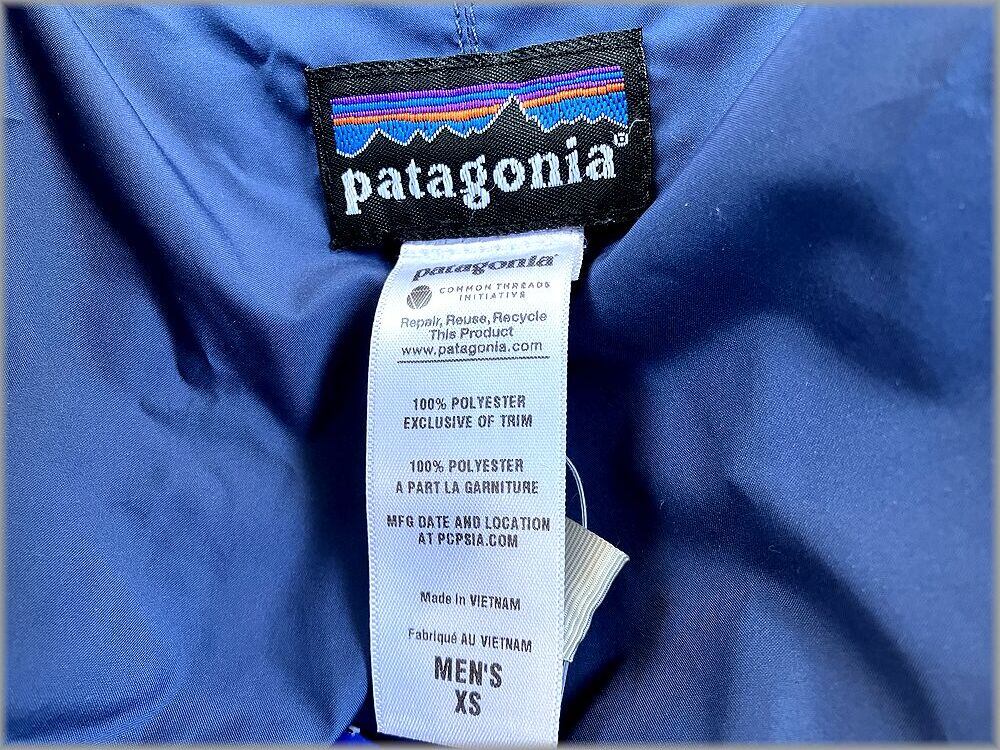 patagonia®
patagonia®
COMMON THREADS
INITIATIVE
Repair, Reuse, Recycle
This Product
www.patagonia.com
100% POLYESTER
EXCLUSIVE OF TRIM
100% POLYESTER
A PART LA GARNITURE
MFG DATE AND LOCATION
AT PCPSIA.COM
Made in VIETNAM
Fabriqué AU VIETNAM
MEN'S
XS